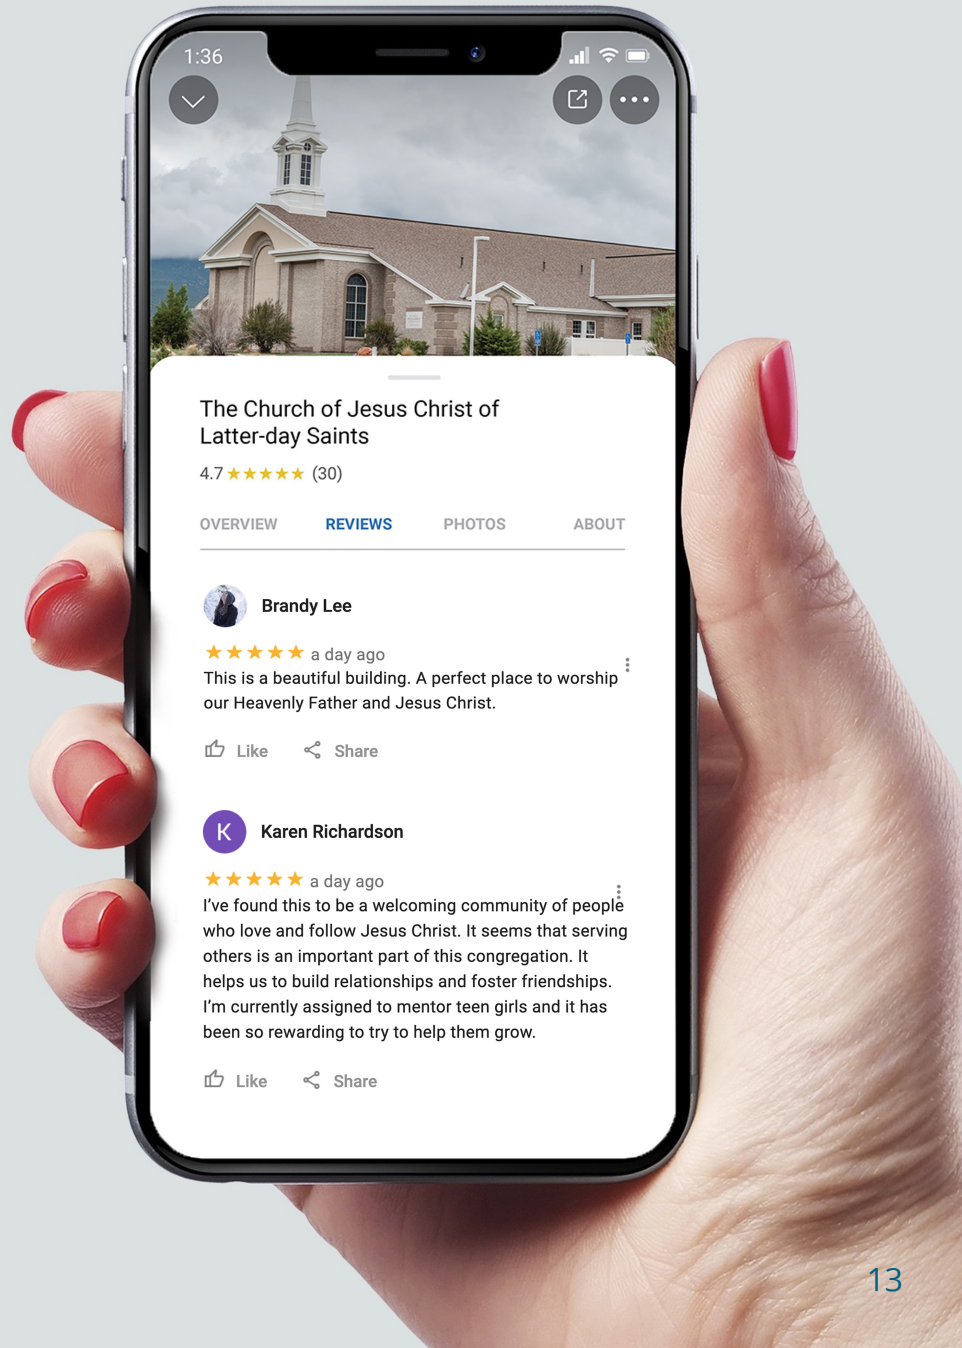 1:36
The Church of Jesus Christ of
Latter-day Saints
4.7 ★★★★★ (30)
OVERVIEW REVIEWS PHOTOS ABOUT
Brandy Lee
★★★★★ a day ago
This is a beautiful building. A perfect place to worship
our Heavenly Father and Jesus Christ.
Like Share
K Karen Richardson
★★★★★ a day ago
I’ve found this to be a welcoming community of people
who love and follow Jesus Christ. It seems that serving
others is an important part of this congregation. It
helps us to build relationships and foster friendships.
I’m currently assigned to mentor teen girls and it has
been so rewarding to try to help them grow.
Like Share
13